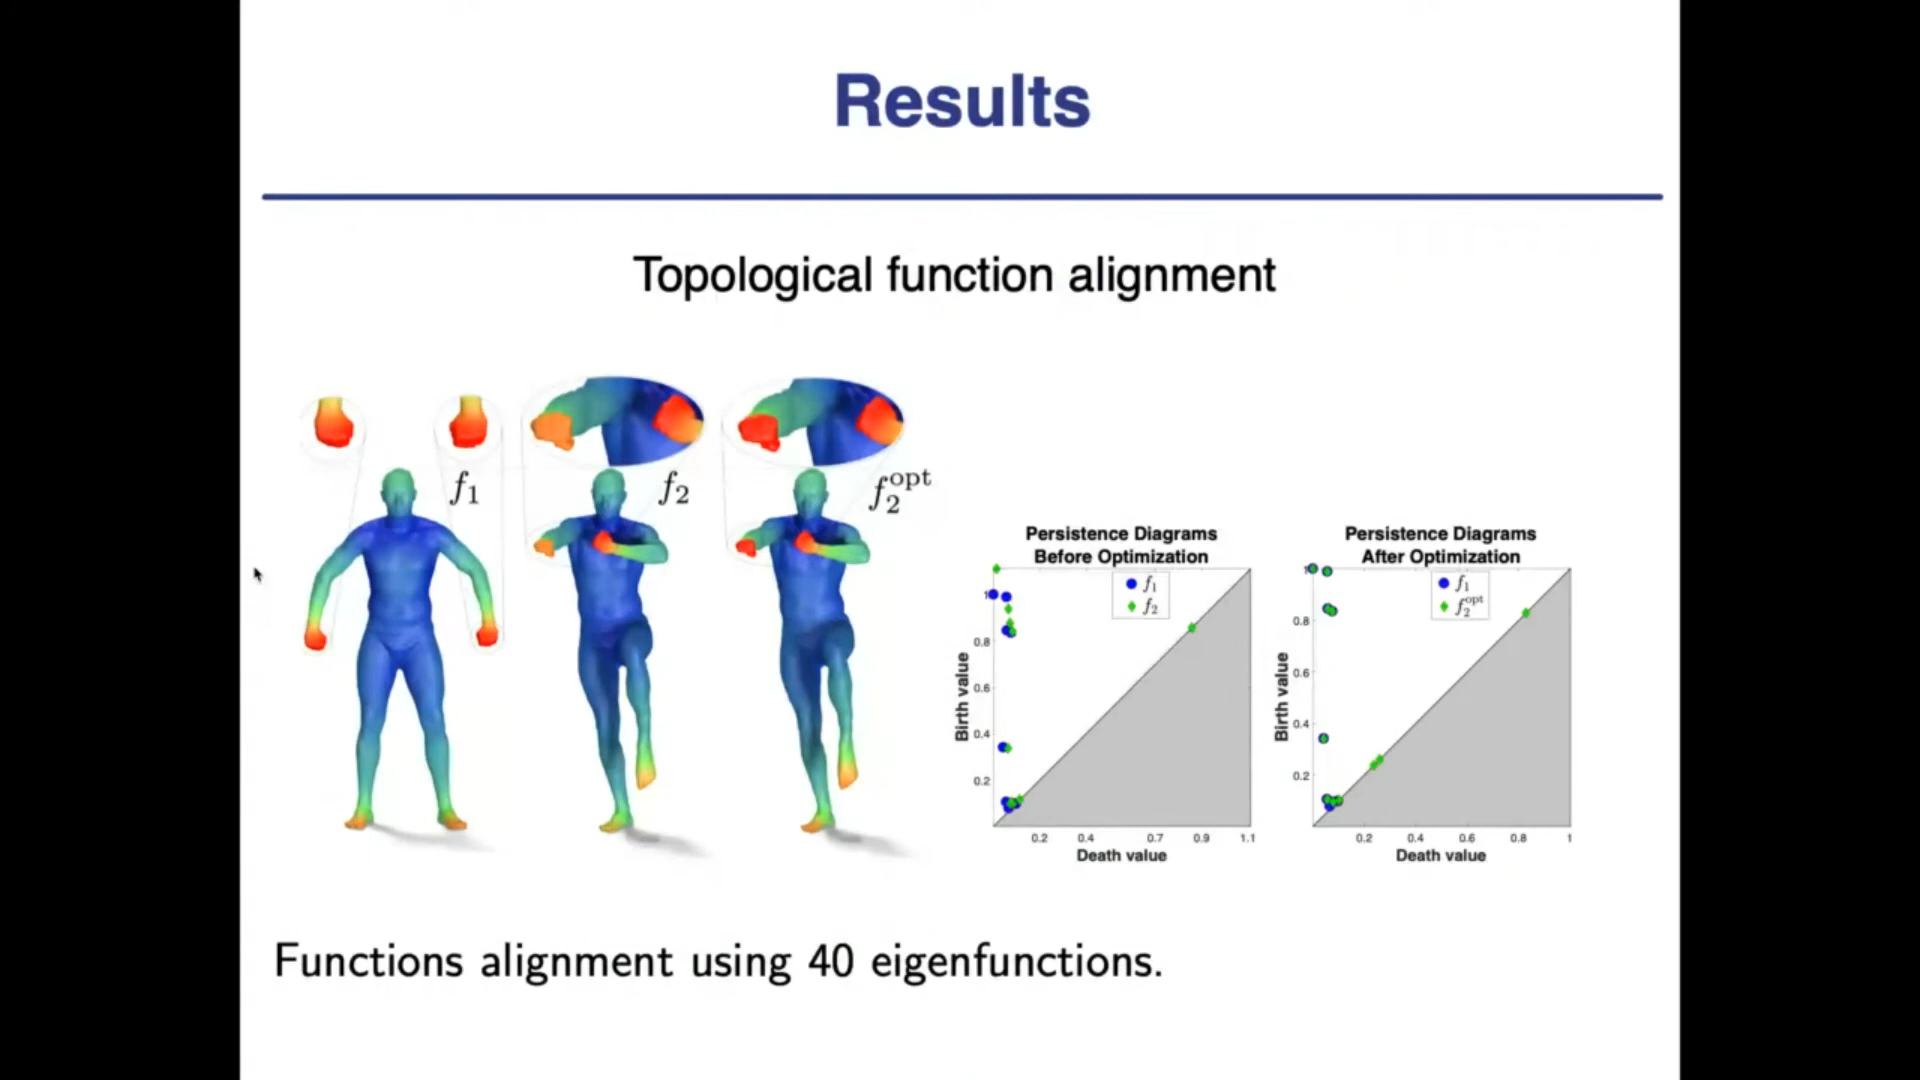 Results
Topological function alignment
f₁
f₂
f₂ᵒᵖᵗ
Persistence Diagrams
Before Optimization
f₁
f₂
1
0.8
0.6
0.4
0.2
Birth value
0.2 0.4 0.7 0.9 1.1
Death value
Persistence Diagrams
After Optimization
f₁
f₂ᵒᵖᵗ
1
0.8
0.6
0.4
0.2
Birth value
0.2 0.4 0.6 0.8 1
Death value
Functions alignment using 40 eigenfunctions.